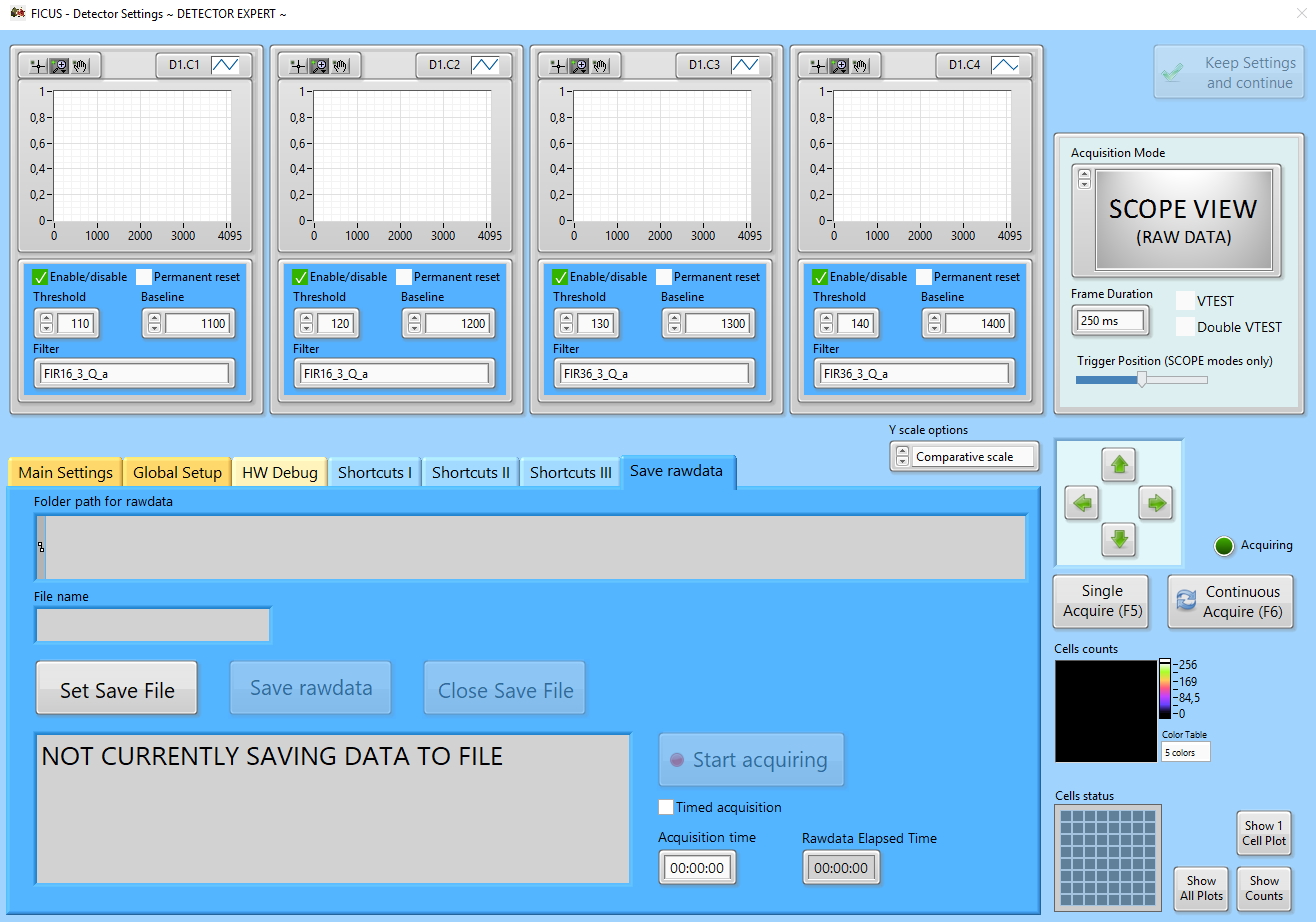 FICUS - Detector Settings ~ DETECTOR EXPERT ~
D1.C1
1
0,8
0,6
0,4
0,2
0
0 1000 2000 3000 4095
Enable/disable Permanent reset
Threshold Baseline
110 1100
Filter
FIR16_3_Q_a
D1.C2
1
0,8
0,6
0,4
0,2
0
0 1000 2000 3000 4095
Enable/disable Permanent reset
Threshold Baseline
120 1200
Filter
FIR16_3_Q_a
D1.C3
1
0,8
0,6
0,4
0,2
0
0 1000 2000 3000 4095
Enable/disable Permanent reset
Threshold Baseline
130 1300
Filter
FIR36_3_Q_a
D1.C4
1
0,8
0,6
0,4
0,2
0
0 1000 2000 3000 4095
Enable/disable Permanent reset
Threshold Baseline
140 1400
Filter
FIR36_3_Q_a
Keep Settings
and continue
Acquisition Mode
SCOPE VIEW
(RAW DATA)
Frame Duration
250 ms
VTEST
Double VTEST
Trigger Position (SCOPE modes only)
Y scale options
Comparative scale
Main Settings Global Setup HW Debug Shortcuts I Shortcuts II Shortcuts III Save rawdata
Folder path for rawdata
File name
Set Save File Save rawdata Close Save File
NOT CURRENTLY SAVING DATA TO FILE
Start acquiring
Timed acquisition
Acquisition time Rawdata Elapsed Time
00:00:00 00:00:00
Acquiring
Single
Acquire (F5)
Continuous
Acquire (F6)
Cells counts
256
169
84,5
0
Color Table
5 colors
Cells status
Show 1
Cell Plot
Show
All Plots
Show
Counts